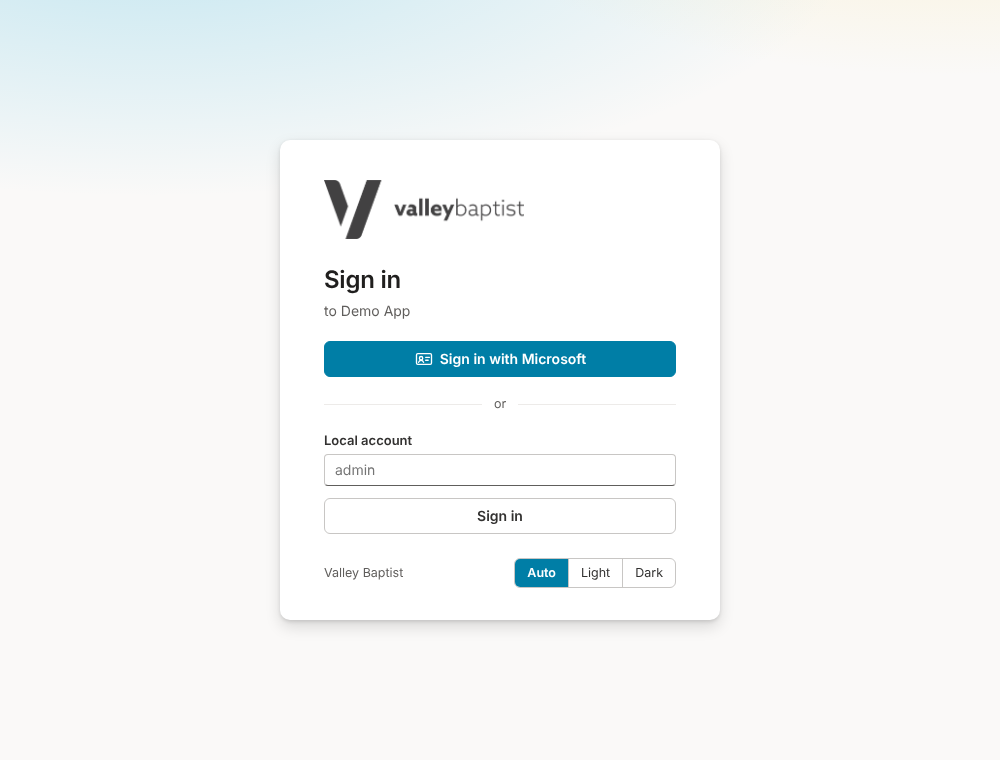 valleybaptist
Sign in
to Demo App
Sign in with Microsoft
or
Local account
admin
Sign in
Valley Baptist Auto Light Dark